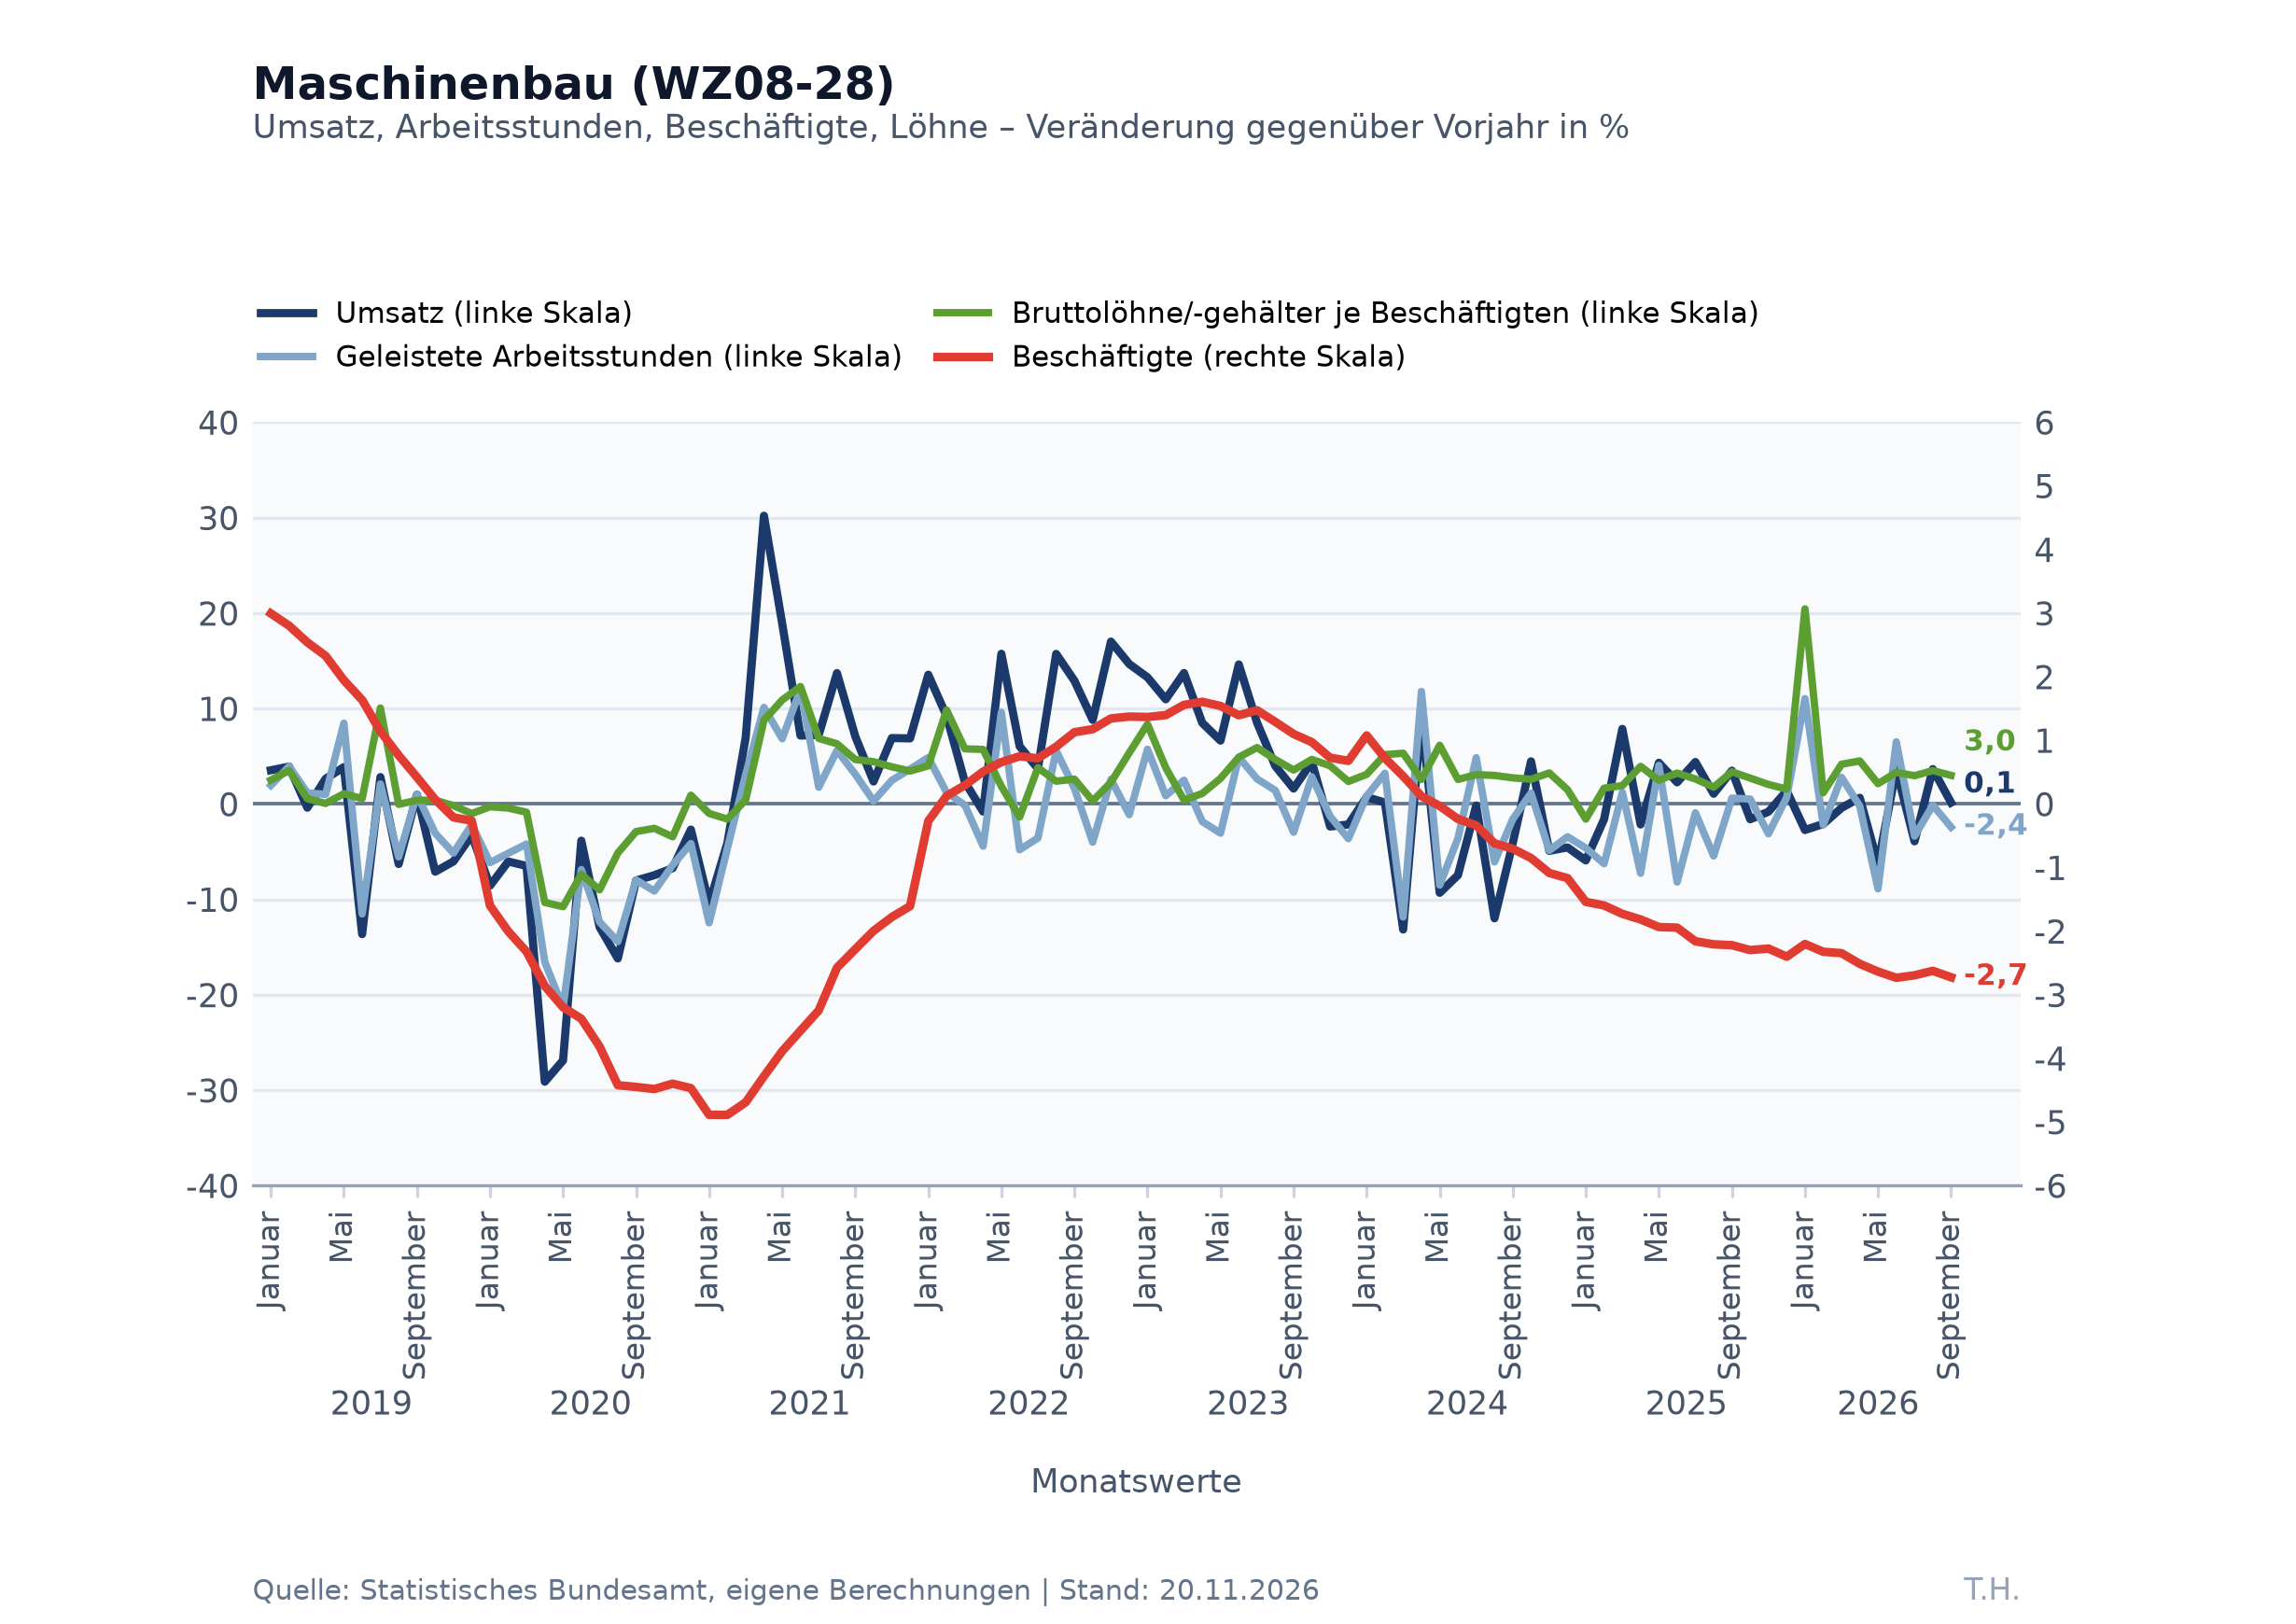 Maschinenbau (WZ08-28)
Umsatz, Arbeitsstunden, Beschäftigte, Löhne – Veränderung gegenüber Vorjahr in %
Umsatz (linke Skala)
Geleistete Arbeitsstunden (linke Skala)
Bruttolöhne/-gehälter je Beschäftigten (linke Skala)
Beschäftigte (rechte Skala)
40
30
20
10
0
-10
-20
-30
-40
6
5
4
3
2
1
0
-1
-2
-3
-4
-5
-6
3,0
0,1
-2,4
-2,7
Januar
Mai
September
Januar
Mai
September
Januar
Mai
September
Januar
Mai
September
Januar
Mai
September
Januar
Mai
September
Januar
Mai
September
Januar
Mai
September
2019
2020
2021
2022
2023
2024
2025
2026
Monatswerte
Quelle: Statistisches Bundesamt, eigene Berechnungen | Stand: 20.11.2026
T.H.